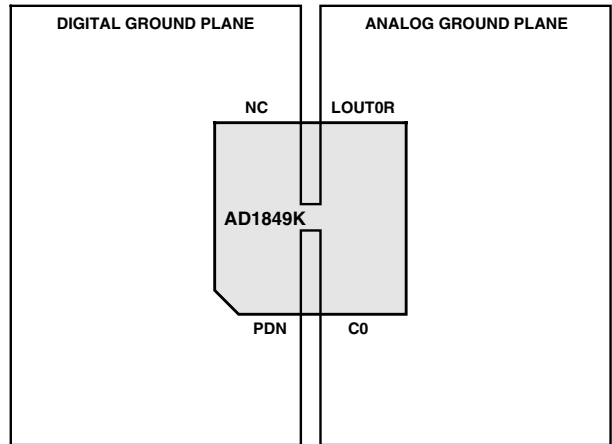 DIGITAL GROUND PLANE
ANALOG GROUND PLANE
NC
LOUT0R
AD1849K
PDN
C0